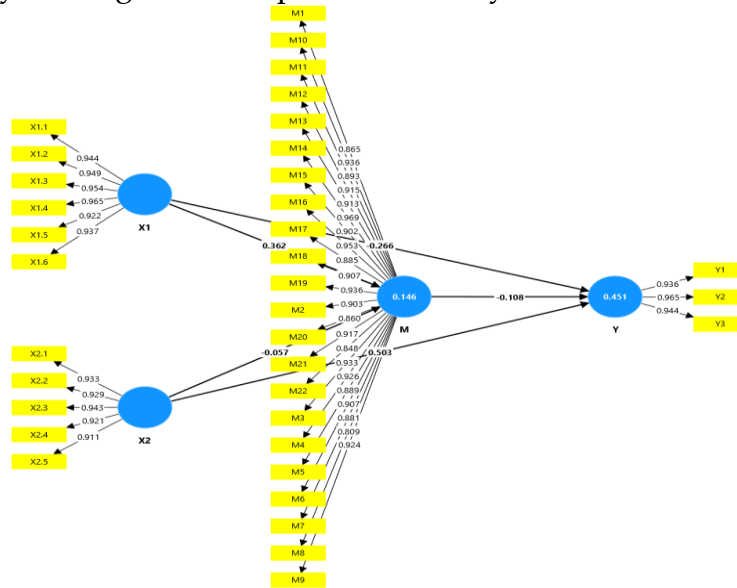 X1.1
X1.2
X1.3
X1.4
X1.5
X1.6
0.944
0.949
0.954
0.965
0.922
0.937
X1
X2.1
X2.2
X2.3
X2.4
X2.5
0.933
0.929
0.943
0.921
0.911
X2
0.362
-0.057
M1
M10
M11
M12
M13
M14
M15
M16
M17
M18
M19
M2
M20
M21
M22
M3
M4
M5
M6
M7
M8
M9
0.865
0.936
0.893
0.915
0.913
0.969
0.902
0.953
0.885
0.907
0.936
0.903
0.860
0.917
0.848
0.933
0.926
0.889
0.907
0.881
0.809
0.924
-0.266
0.503
0.146
M
-0.108
0.451
Y
0.936
0.965
0.944
Y1
Y2
Y3